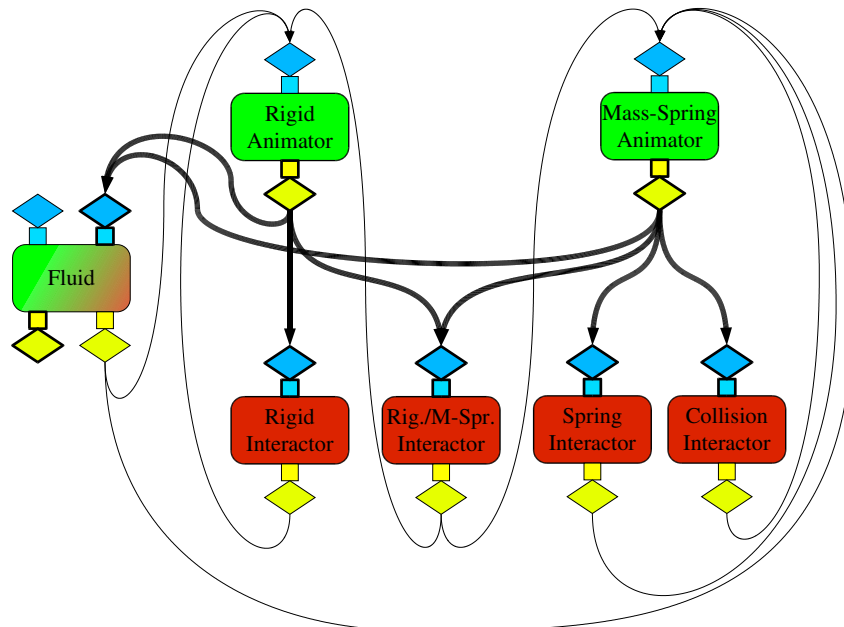 Rigid
Animator
Mass-Spring
Animator
Fluid
Rigid
Interactor
Rig./M-Spr.
Interactor
Spring
Interactor
Collision
Interactor